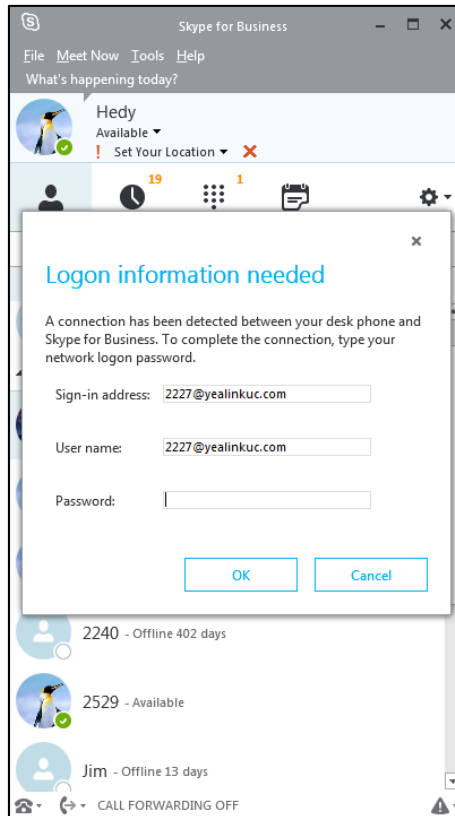 Skype for Business
File Meet Now Tools Help
What's happening today?
Hedy
Available
! Set Your Location
19
1
Logon information needed
A connection has been detected between your desk phone and
Skype for Business. To complete the connection, type your
network logon password.
Sign-in address: 2227@yealinkuc.com
User name: 2227@yealinkuc.com
Password:
OK Cancel
2240 - Offline 402 days
2529 - Available
Jim - Offline 13 days
CALL FORWARDING OFF